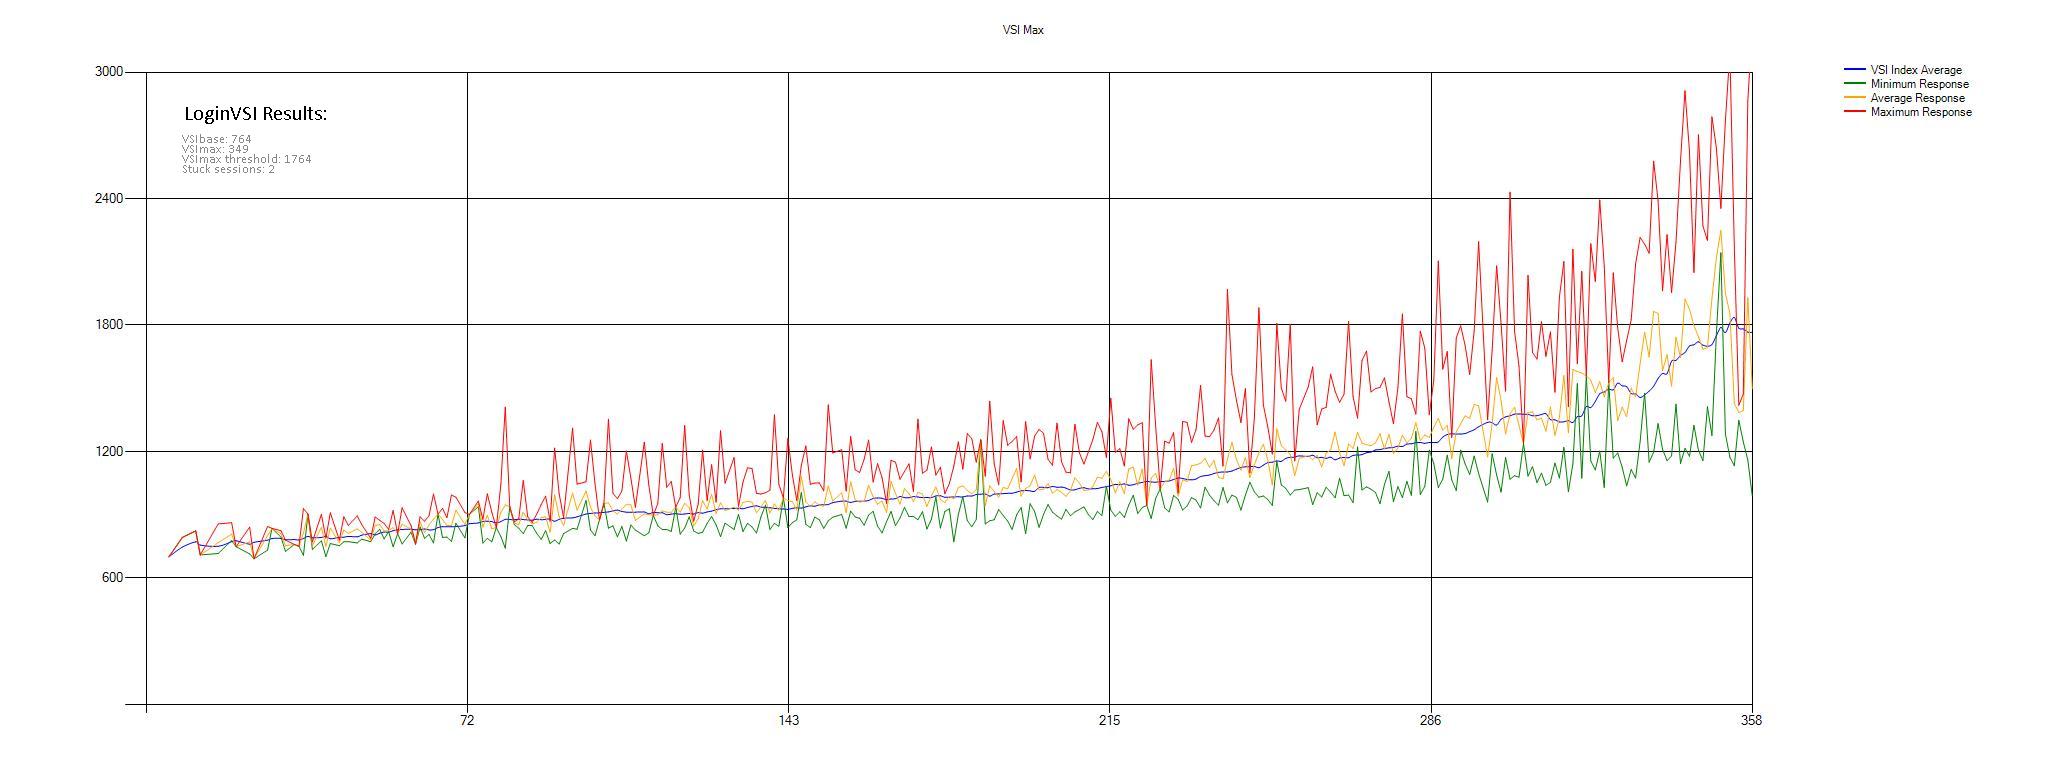 VSI Max
3000
2400
1800
1200
600
LoginVSI Results:
VSIbase: 764
VSImax: 349
VSImax threshold: 1764
Stuck sessions: 2
VSI Index Average
Minimum Response
Average Response
Maximum Response
72
143
215
286
358